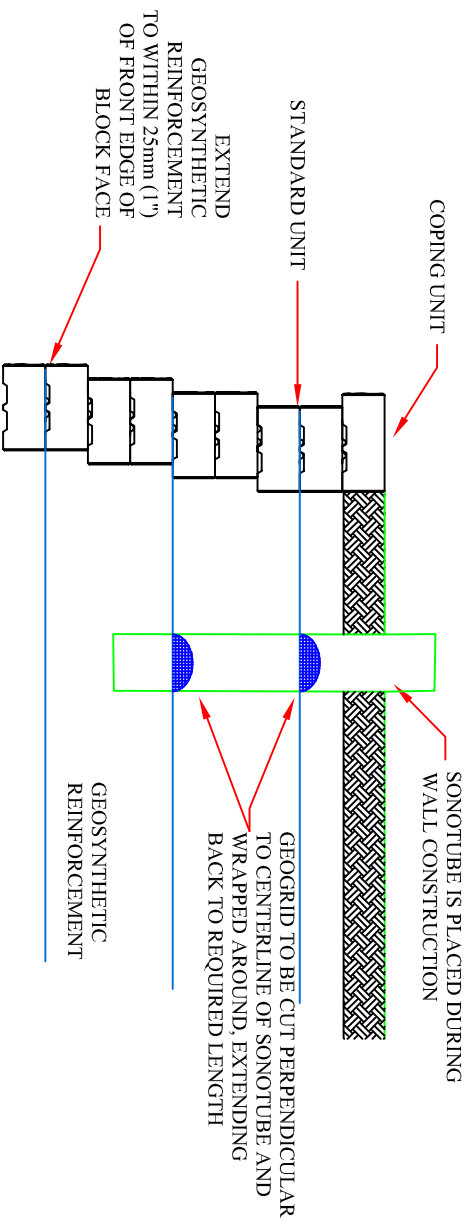 COPING UNIT
STANDARD UNIT
EXTEND
GEOSYNTHETIC
REINFORCEMENT
TO WITHIN 25mm (1")
OF FRONT EDGE OF
BLOCK FACE
SONOTUBE IS PLACED DURING
WALL CONSTRUCTION
GEOGRID TO BE CUT PERPENDICULAR
TO CENTERLINE OF SONOTUBE AND
WRAPPED AROUND, EXTENDING
BACK TO REQUIRED LENGTH
GEOSYNTHETIC
REINFORCEMENT